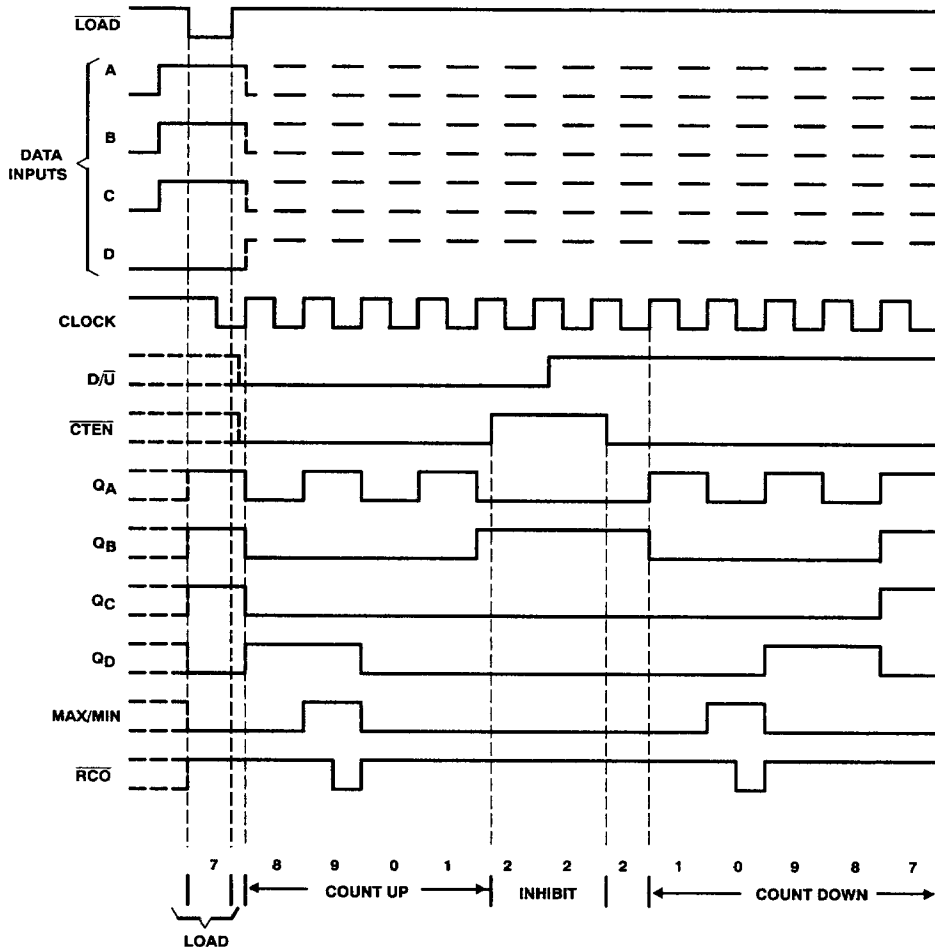 LOAD
A
B
DATA
INPUTS
C
D
CLOCK
D/U̅
CTEN
QA
QB
QC
QD
MAX/MIN
RCO
7 8 9 0 1 2 2 2 1 0 9 8 7
COUNT UP INHIBIT COUNT DOWN
LOAD